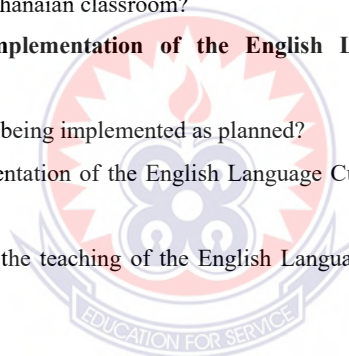 hanaian classroom?
mplementation of the English L
being implemented as planned?
entation of the English Language Cu
the teaching of the English Langua
EDUCATION FOR SERVICE